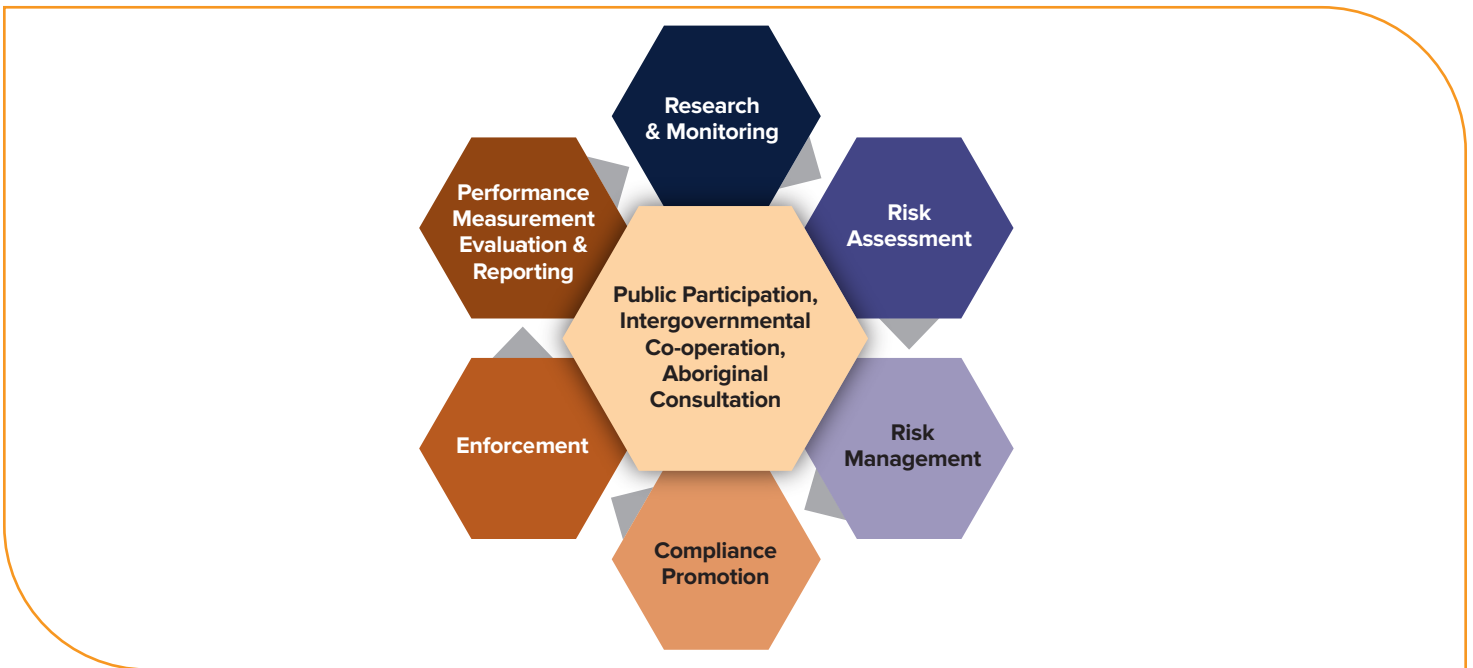 Research
& Monitoring
Risk
Assessment
Risk
Management
Compliance
Promotion
Enforcement
Performance
Measurement
Evaluation &
Reporting
Public Participation,
Intergovernmental
Co-operation,
Aboriginal
Consultation